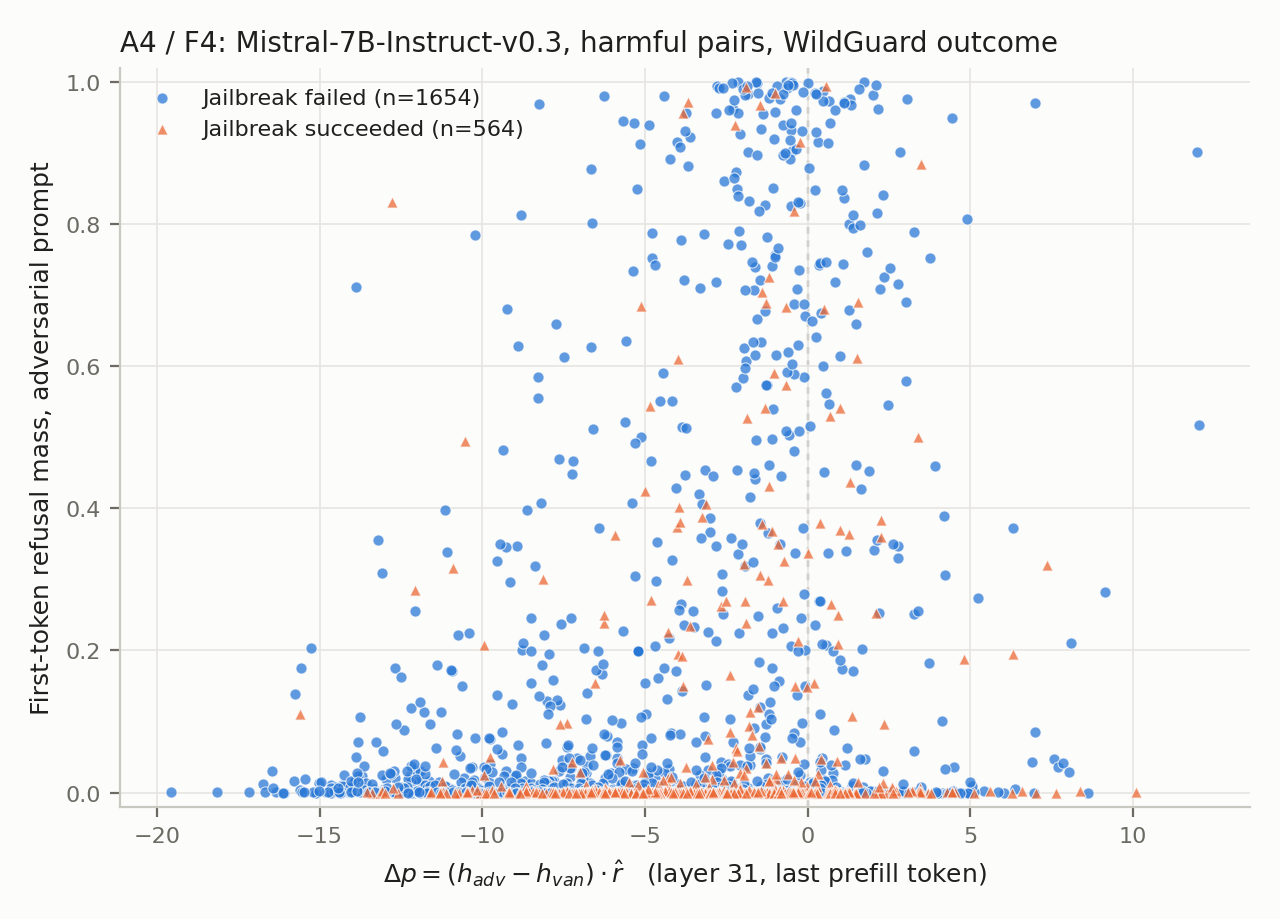 A4 / F4: Mistral-7B-Instruct-v0.3, harmful pairs, WildGuard outcome
Jailbreak failed (n=1654)
Jailbreak succeeded (n=564)
First-token refusal mass, adversarial prompt
1.0
0.8
0.6
0.4
0.2
0.0
−20 −15 −10 −5 0 5 10
Δp = (h_adv − h_van) · r̂ (layer 31, last prefill token)